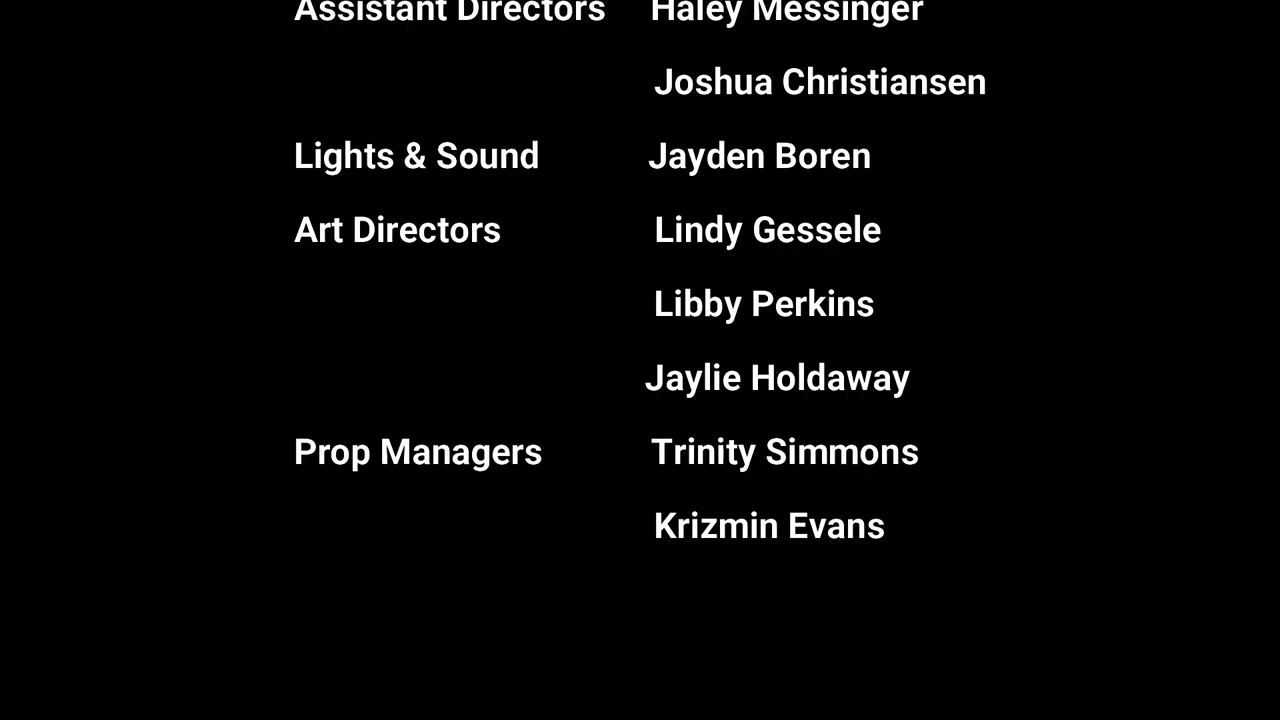 Assistant Directors Haley Messinger
Joshua Christiansen
Lights & Sound Jayden Boren
Art Directors Lindy Gessele
Libby Perkins
Jaylie Holdaway
Prop Managers Trinity Simmons
Krizmin Evans